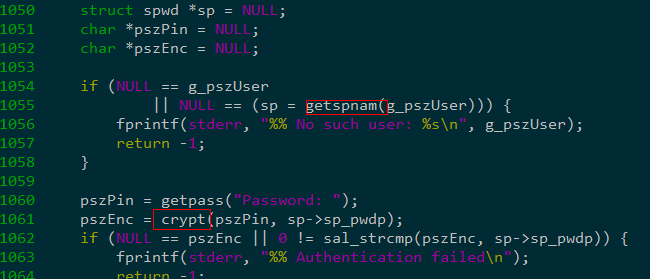 1050 struct spwd *sp = NULL;
1051 char *pszPin = NULL;
1052 char *pszEnc = NULL;
1053
1054 if (NULL == g_pszUser
1055 || NULL == (sp = getspnam(g_pszUser))) {
1056 fprintf(stderr, "%% No such user: %s\n", g_pszUser);
1057 return -1;
1058 }
1059
1060 pszPin = getpass("Password: ");
1061 pszEnc = crypt(pszPin, sp->sp_pwdp);
1062 if (NULL == pszEnc || 0 != sal_strcmp(pszEnc, sp->sp_pwdp)) {
1063 fprintf(stderr, "%% Authentication failed\n");
1064 return -1;